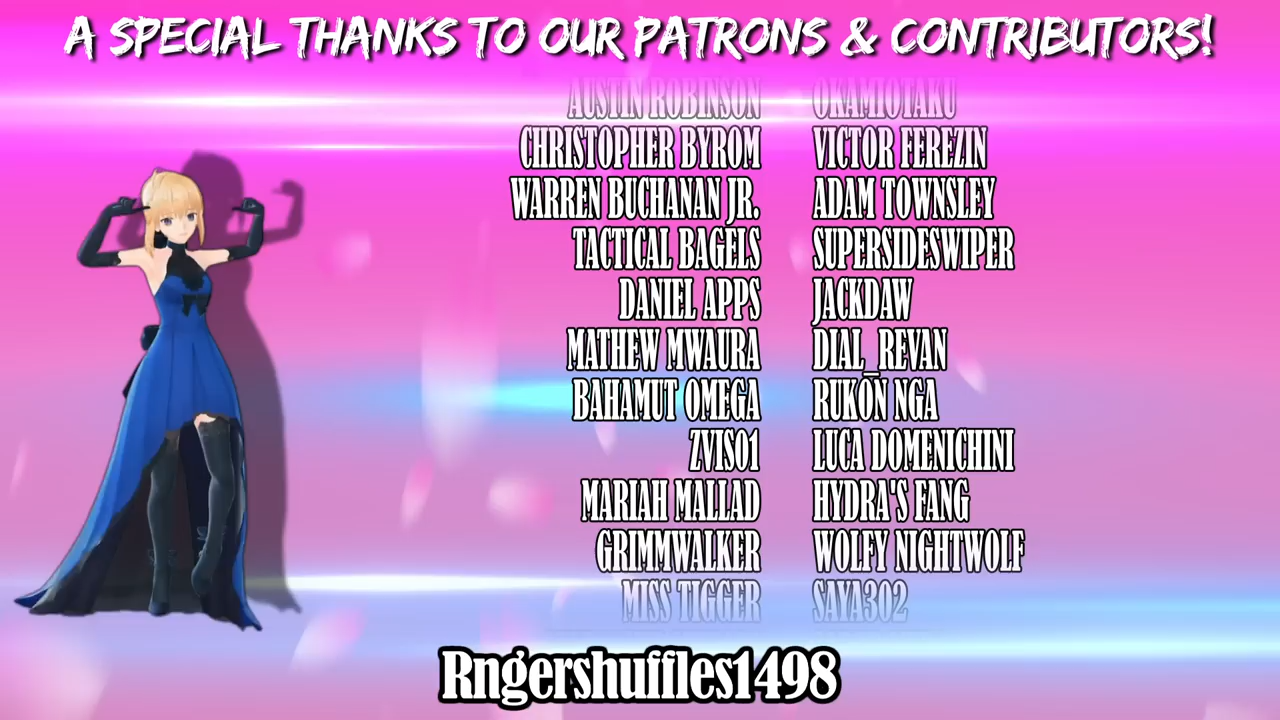 A SPECIAL THANKS TO OUR PATRONS & CONTRIBUTORS!
AUSTIN ROBINSON OKAMIOTAKU
CHRISTOPHER BYROM VICTOR FEREZIN
WARREN BUCHANAN JR. ADAM TOWNSLEY
TACTICAL BAGELS SUPERSIDESWIPER
DANIEL APPS JACKDAW
MATHEW MWAURA DIAL_REVAN
BAHAMUT OMEGA RUKŌN NGA
ZVIS01 LUCA DOMENICHINI
MARIAH MALLAD HYDRA'S FANG
GRIMMWALKER WOLFY NIGHTWOLF
MISS TIGGER SAYA302
Rngershuffles1498